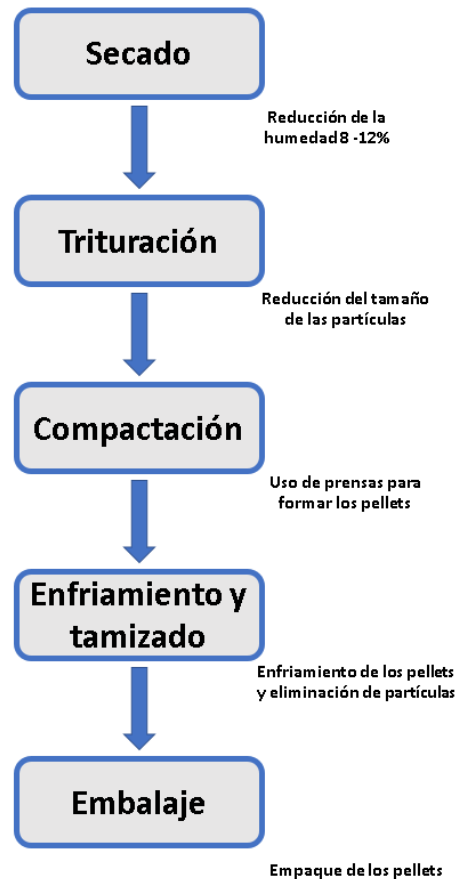 Secado
Reducción de la
humedad 8 -12%
Trituración
Reducción del tamaño
de las partículas
Compactación
Uso de prensas para
formar los pellets
Enfriamiento y
tamizado
Enfriamiento de los pellets
y eliminación de partículas
Embalaje
Empaque de los pellets